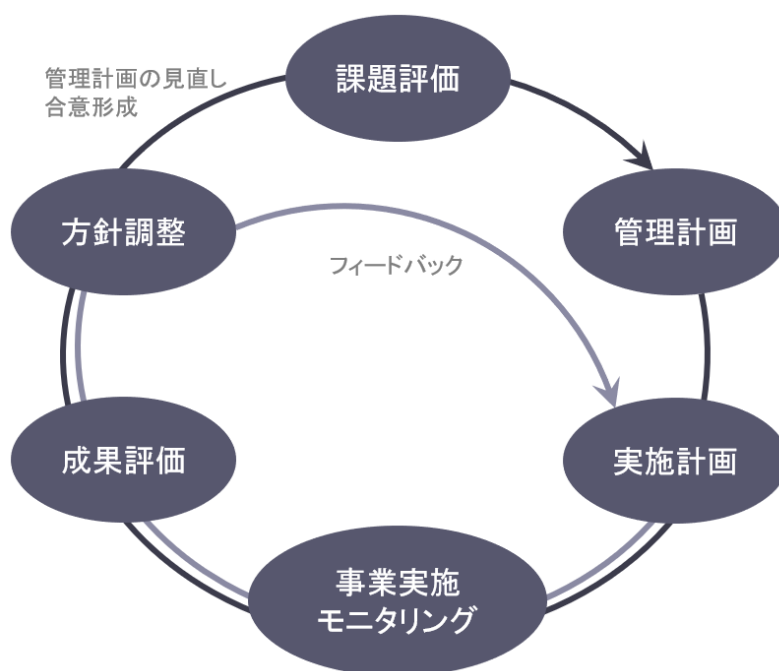 管理計画の見直し
合意形成
課題評価
方針調整
管理計画
フィードバック
成果評価
実施計画
事業実施
モニタリング